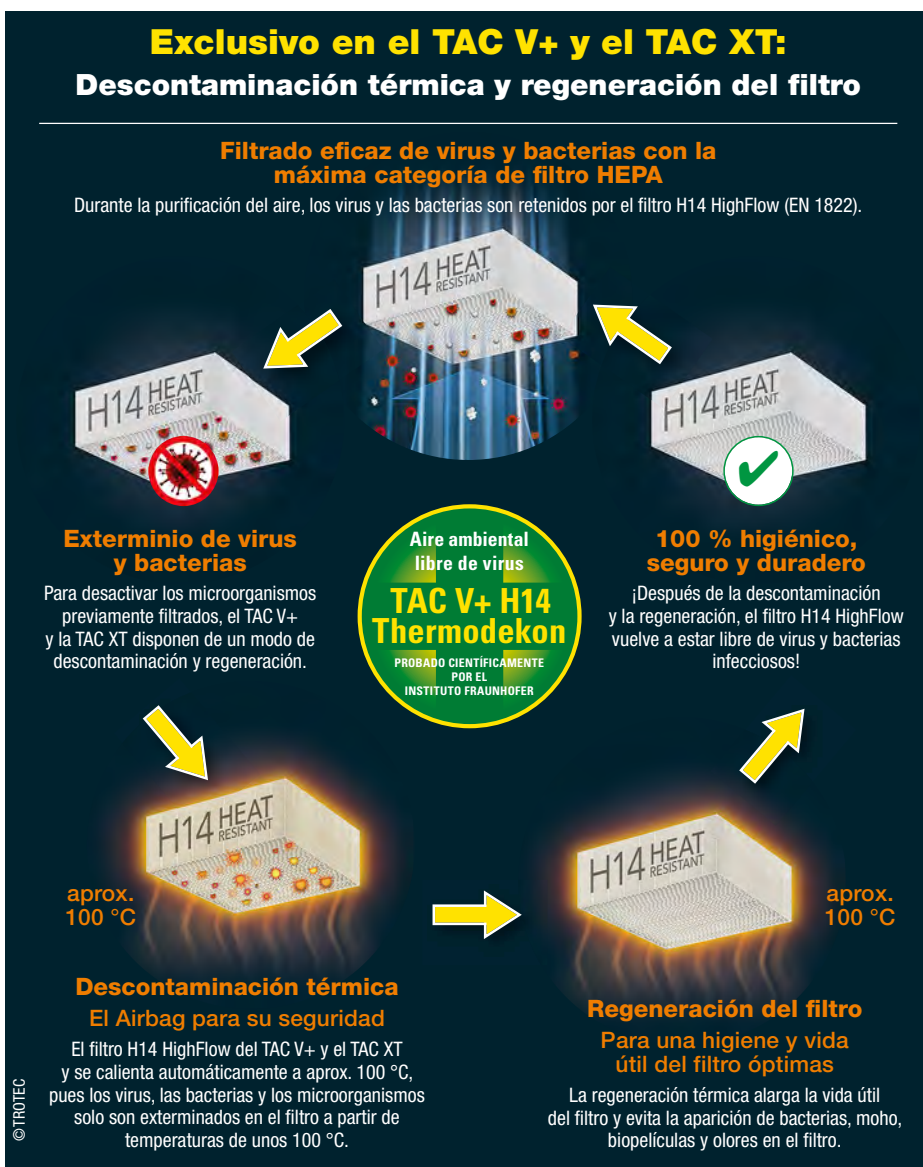 Exclusivo en el TAC V+ y el TAC XT:
Descontaminación térmica y regeneración del filtro
Filtrado eficaz de virus y bacterias con la
máxima categoría de filtro HEPA
Durante la purificación del aire, los virus y las bacterias son retenidos por el filtro H14 HighFlow (EN 1822).
H14 HEAT
RESISTANT
H14 HEAT
RESISTANT
Exterminio de virus
y bacterias
Para desactivar los microorganismos
previamente filtrados, el TAC V+
y la TAC XT disponen de un modo de
descontaminación y regeneración.
Aire ambiental
libre de virus
TAC V+ H14
Thermodekon
PROBADO CIENTÍFICAMENTE
POR EL
INSTITUTO FRAUNHOFER
H14 HEAT
RESISTANT
100 % higiénico,
seguro y duradero
¡Después de la descontaminación
y la regeneración, el filtro H14 HighFlow
vuelve a estar libre de virus y bacterias
infecciosos!
H14 HEAT
RESISTANT
aprox.
100 °C
Descontaminación térmica
El Airbag para su seguridad
El filtro H14 HighFlow del TAC V+ y el TAC XT
y se calienta automáticamente a aprox. 100 °C,
pues los virus, las bacterias y los microorganismos
solo son exterminados en el filtro a partir de
temperaturas de unos 100 °C.
H14 HEAT
RESISTANT
aprox.
100 °C
Regeneración del filtro
Para una higiene y vida
útil del filtro óptimas
La regeneración térmica alarga la vida útil
del filtro y evita la aparición de bacterias, moho,
biopelículas y olores en el filtro.
©TROTEC